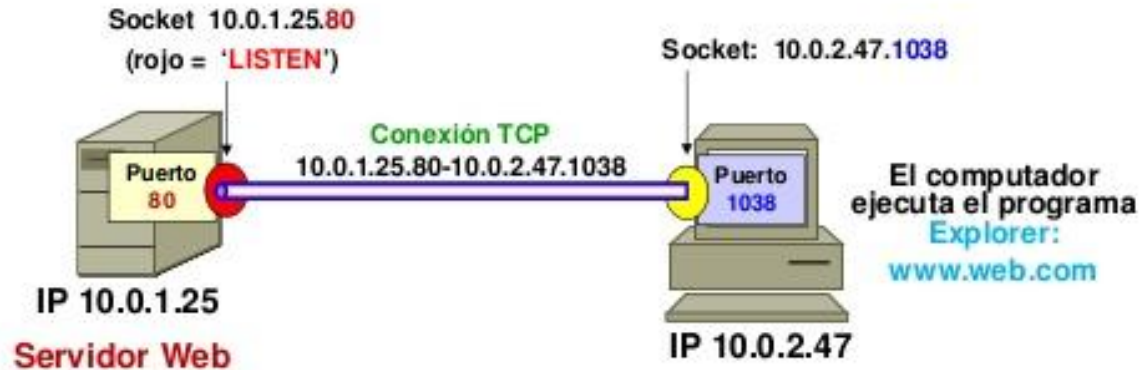 Socket 10.0.1.25.80
(rojo = 'LISTEN')
Socket: 10.0.2.47.1038
Conexión TCP
10.0.1.25.80-10.0.2.47.1038
Puerto
80
Puerto
1038
El computador
ejecuta el programa
Explorer:
www.web.com
IP 10.0.1.25
Servidor Web
IP 10.0.2.47